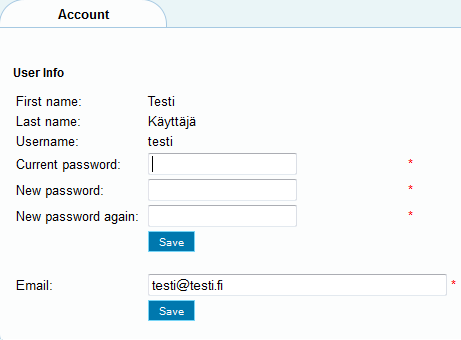 Account
User Info
First name: Testi
Last name: Käyttäjä
Username: testi
Current password: *
New password: *
New password again: *
Save
Email: testi@testi.fi *
Save